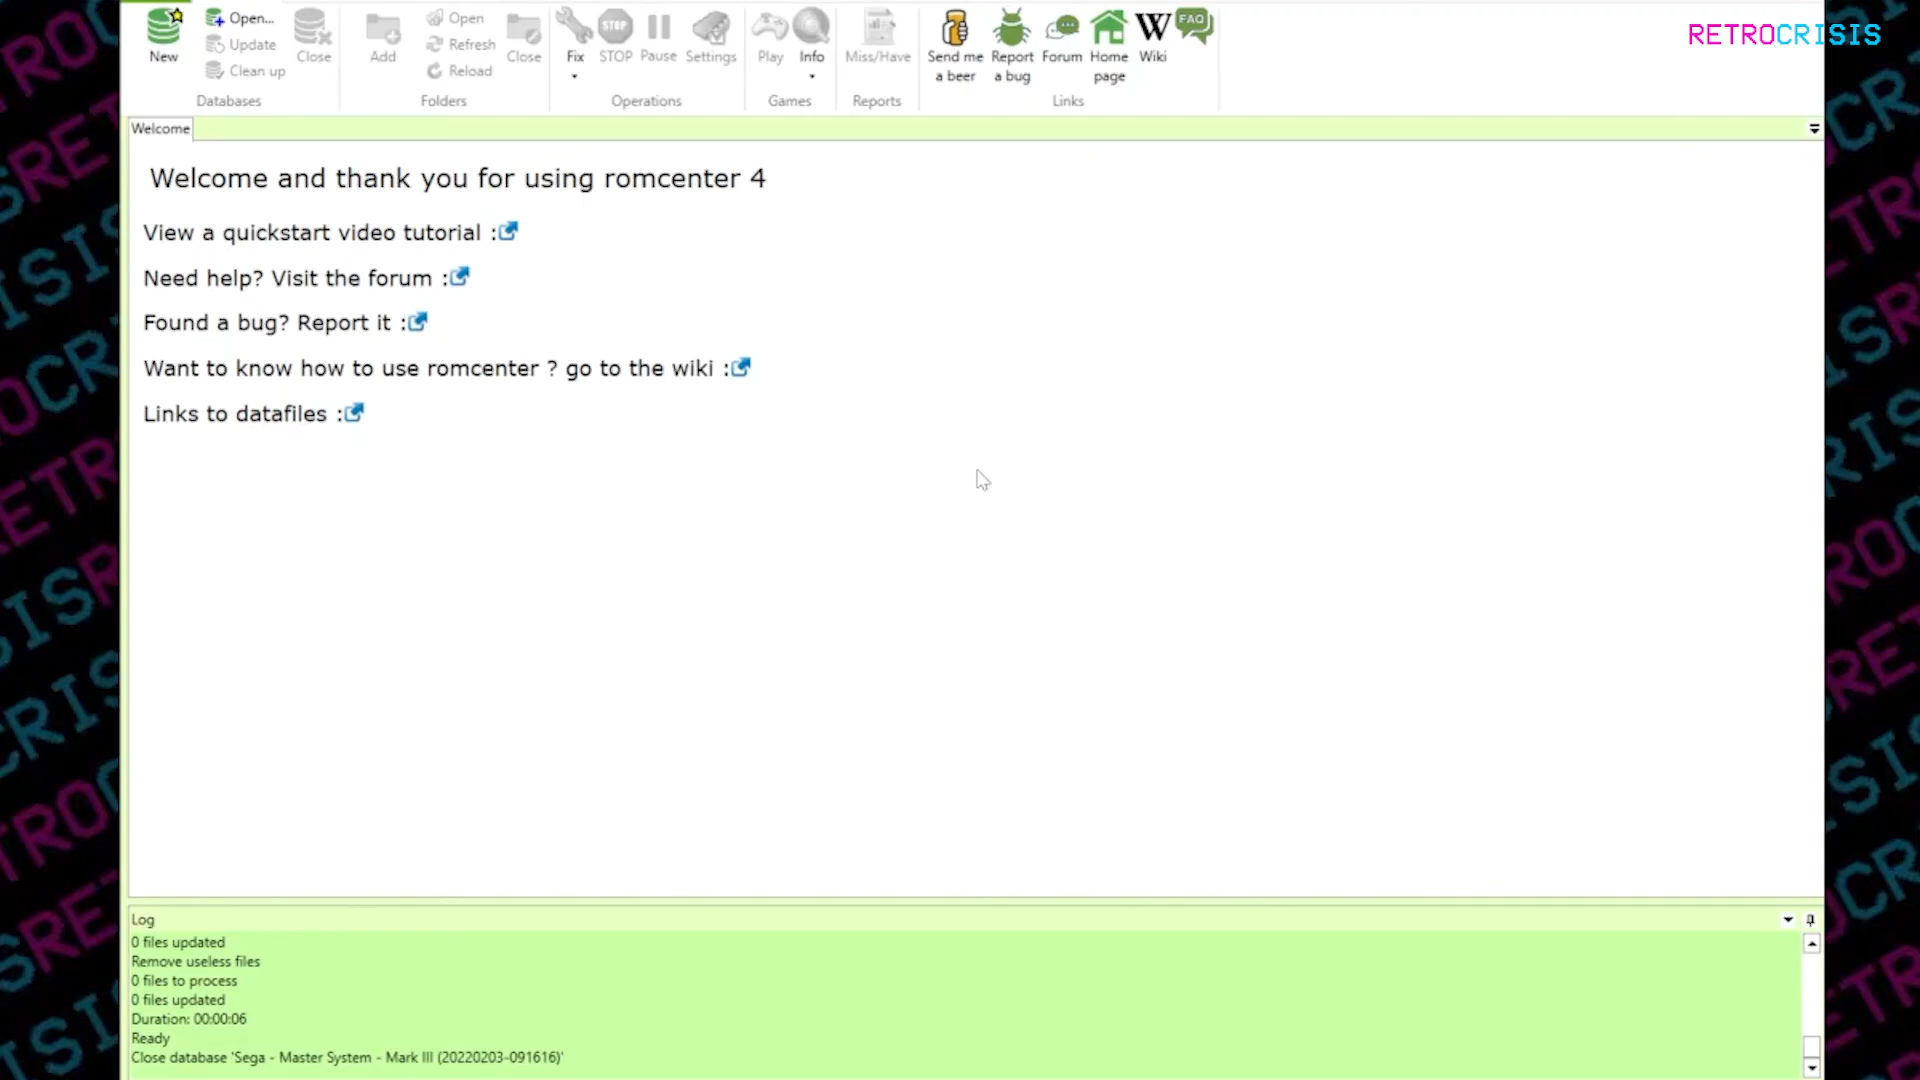 New
Open...
Update
Clean up
Close
Databases
Add
Open
Refresh
Reload
Close
Folders
Fix
STOP
STOP
Pause
Settings
Operations
Play
Info
Games
Miss/Have
Reports
Send me
a beer
Report
a bug
Forum
Home
page
W
Wiki
FAQ
Links
RETROCRISIS
Welcome
Welcome and thank you for using romcenter 4
View a quickstart video tutorial :
Need help? Visit the forum :
Found a bug? Report it :
Want to know how to use romcenter ? go to the wiki :
Links to datafiles :
Log
0 files updated
Remove useless files
0 files to process
0 files updated
Duration: 00:00:06
Ready
Close database 'Sega - Master System - Mark III (20220203-091616)'